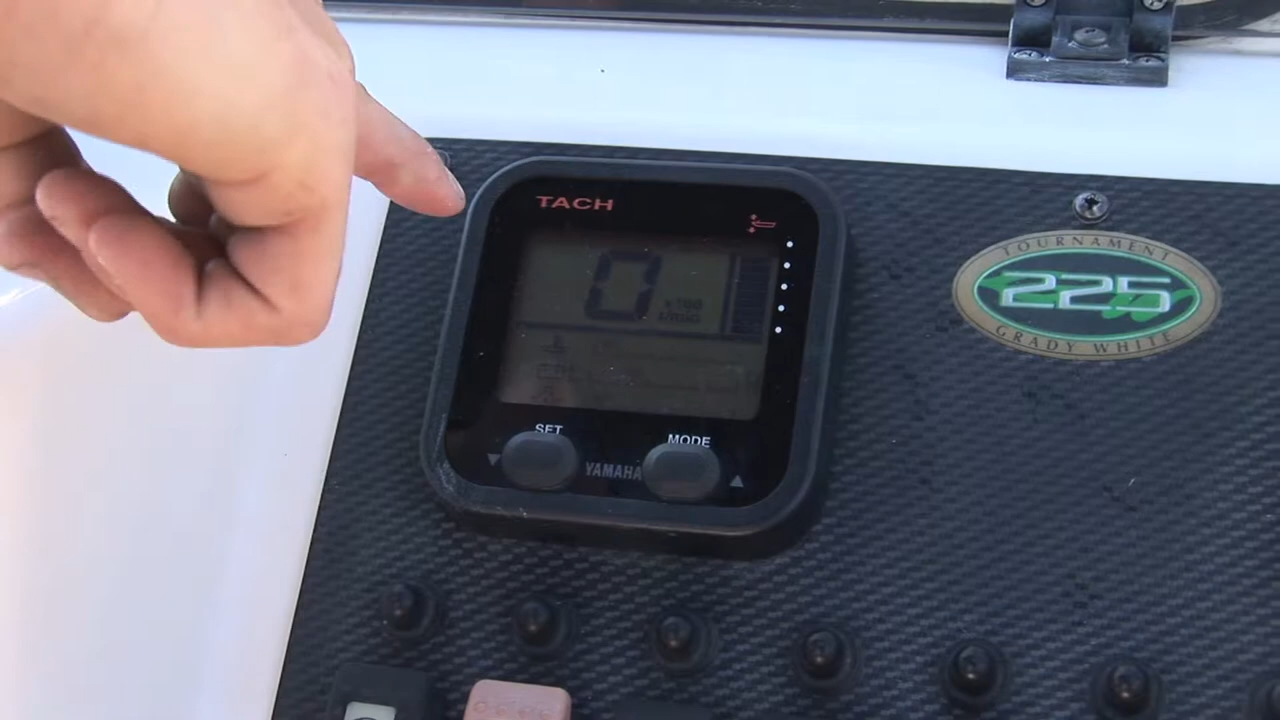 TACH
0
x100
r/min
SET
MODE
YAMAHA
TOURNAMENT
225
GRADY WHITE